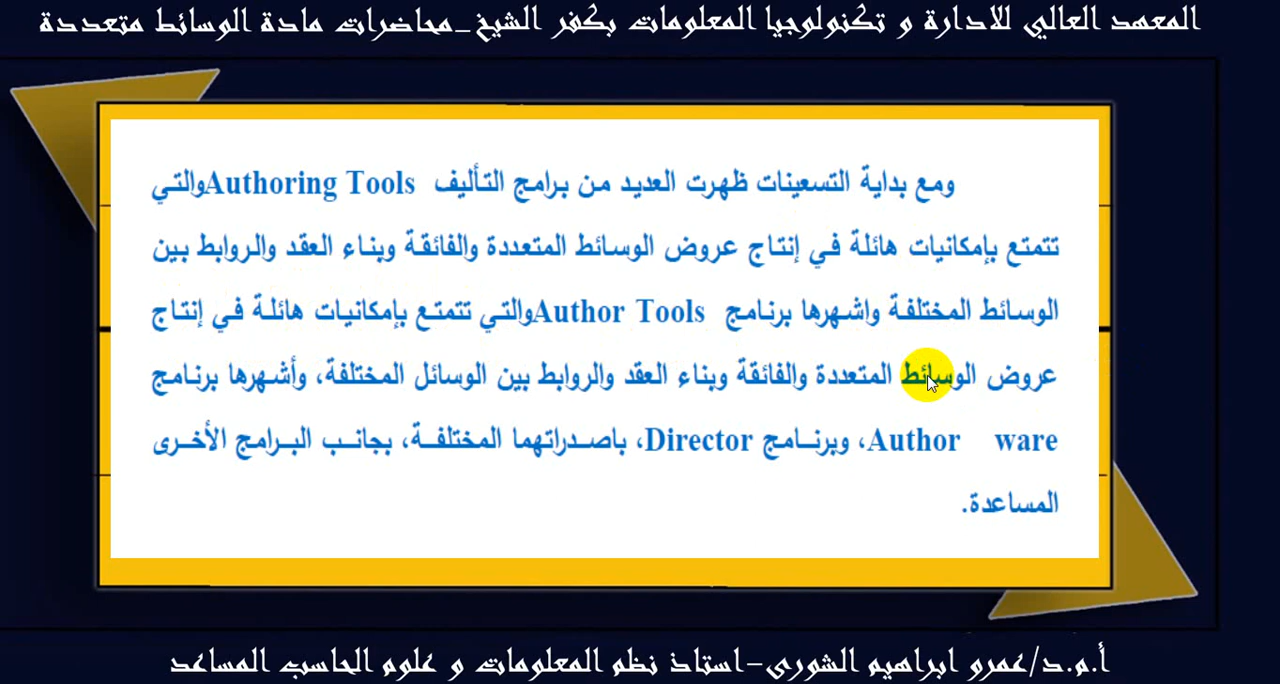 المعهد العالي للادارة و تكنولوجيا المعلومات بكفر الشيخ_محاضرات مادة الوسائط متعددة
ومع بداية التسعينات ظهرت العديد من برامج التأليف Authoring Tools والتي
تتمتع بإمكانيات هائلة في إنتاج عروض الوسائط المتعددة والفائقة وبناء العقد والروابط بين
الوسائط المختلفة واشهرها برنامج Author Tools والتي تتمتع بإمكانيات هائلة في إنتاج
عروض الوسائط المتعددة والفائقة وبناء العقد والروابط بين الوسائل المختلفة، وأشهرها برنامج
Author ware، وبرنامج Director، باصدراتهما المختلفة، بجانب البرامج الأخرى
المساعدة.
أ.م.د/عمرو ابراهيم الشورى-استاذ نظم المعلومات و علوم الحاسب المساعد